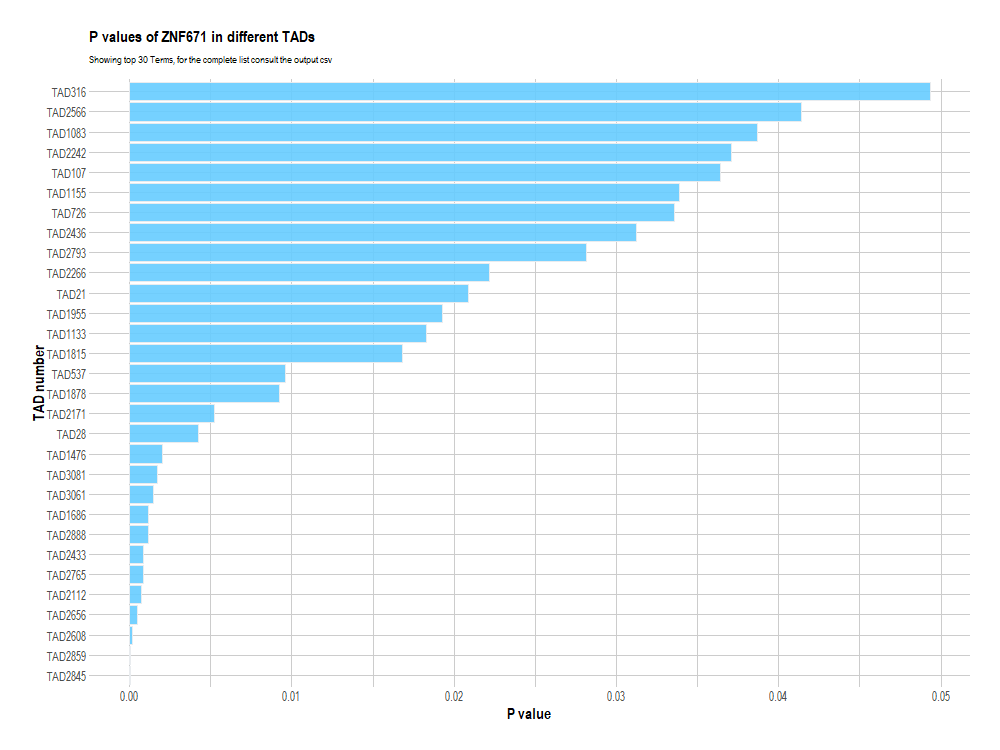 P values of ZNF671 in different TADs
Showing top 30 Terms, for the complete list consult the output csv
TAD number
TAD316
TAD2566
TAD1083
TAD2242
TAD107
TAD1155
TAD726
TAD2436
TAD2793
TAD2266
TAD21
TAD1955
TAD1133
TAD1815
TAD537
TAD1878
TAD2171
TAD28
TAD1476
TAD3081
TAD3061
TAD1686
TAD2888
TAD2433
TAD2765
TAD2112
TAD2656
TAD2608
TAD2859
TAD2845
0.00 0.01 0.02 0.03 0.04 0.05
P value